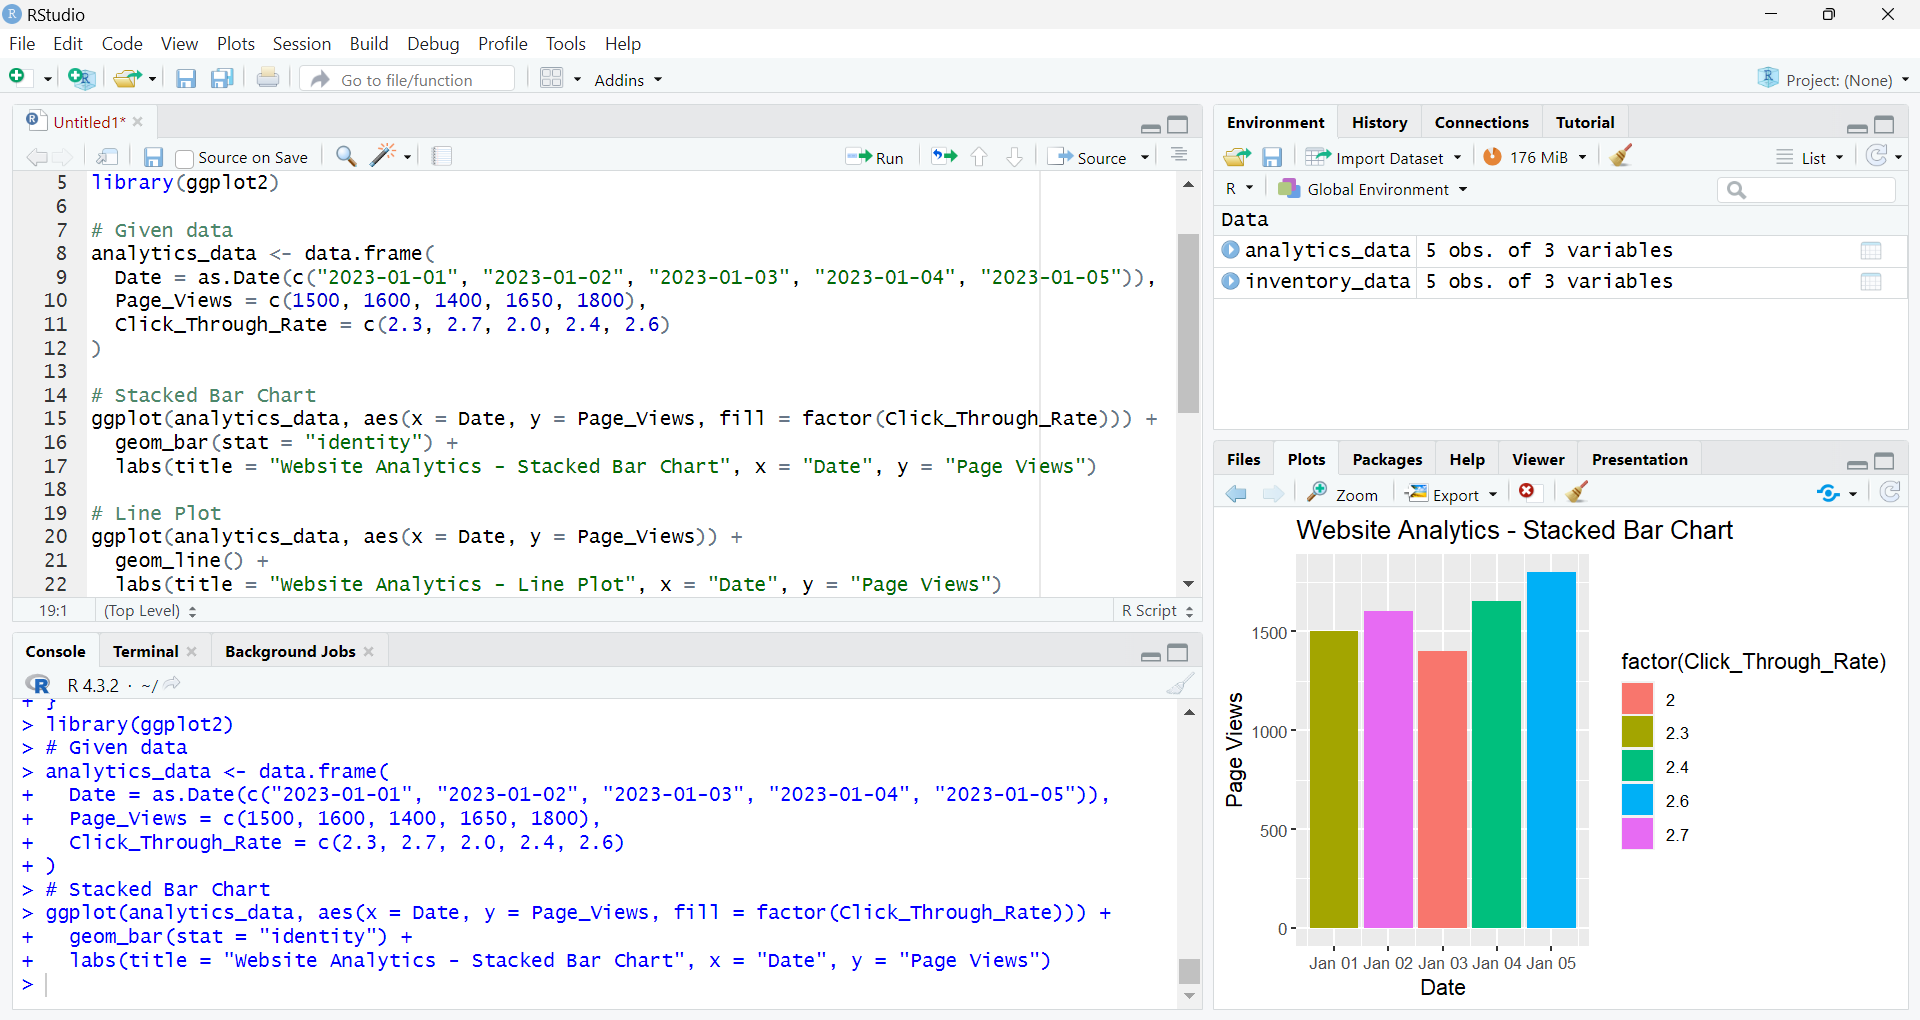 RStudio
File Edit Code View Plots Session Build Debug Profile Tools Help
Go to file/function Addins Project: (None)
Untitled1*
Source on Save Run Source
5 library(ggplot2)
6
7 # Given data
8 analytics_data <- data.frame(
9 Date = as.Date(c("2023-01-01", "2023-01-02", "2023-01-03", "2023-01-04", "2023-01-05")),
10 Page_Views = c(1500, 1600, 1400, 1650, 1800),
11 Click_Through_Rate = c(2.3, 2.7, 2.0, 2.4, 2.6)
12 )
13
14 # Stacked Bar Chart
15 ggplot(analytics_data, aes(x = Date, y = Page_Views, fill = factor(Click_Through_Rate))) +
16 geom_bar(stat = "identity") +
17 labs(title = "Website Analytics - Stacked Bar Chart", x = "Date", y = "Page Views")
18
19 # Line Plot
20 ggplot(analytics_data, aes(x = Date, y = Page_Views)) +
21 geom_line() +
22 labs(title = "Website Analytics - Line Plot", x = "Date", y = "Page Views")
19:1 (Top Level) R Script
Console Terminal Background Jobs
R 4.3.2 · ~/
+ }
> library(ggplot2)
> # Given data
> analytics_data <- data.frame(
+ Date = as.Date(c("2023-01-01", "2023-01-02", "2023-01-03", "2023-01-04", "2023-01-05")),
+ Page_Views = c(1500, 1600, 1400, 1650, 1800),
+ Click_Through_Rate = c(2.3, 2.7, 2.0, 2.4, 2.6)
+ )
> # Stacked Bar Chart
> ggplot(analytics_data, aes(x = Date, y = Page_Views, fill = factor(Click_Through_Rate))) +
+ geom_bar(stat = "identity") +
+ labs(title = "Website Analytics - Stacked Bar Chart", x = "Date", y = "Page Views")
>
Environment History Connections Tutorial
Import Dataset 176 MiB List
R Global Environment
Data
analytics_data 5 obs. of 3 variables
inventory_data 5 obs. of 3 variables
Files Plots Packages Help Viewer Presentation
Zoom Export
Website Analytics - Stacked Bar Chart
Page Views
1500
1000
500
0
Jan 01 Jan 02 Jan 03 Jan 04 Jan 05
Date
factor(Click_Through_Rate)
2
2.3
2.4
2.6
2.7